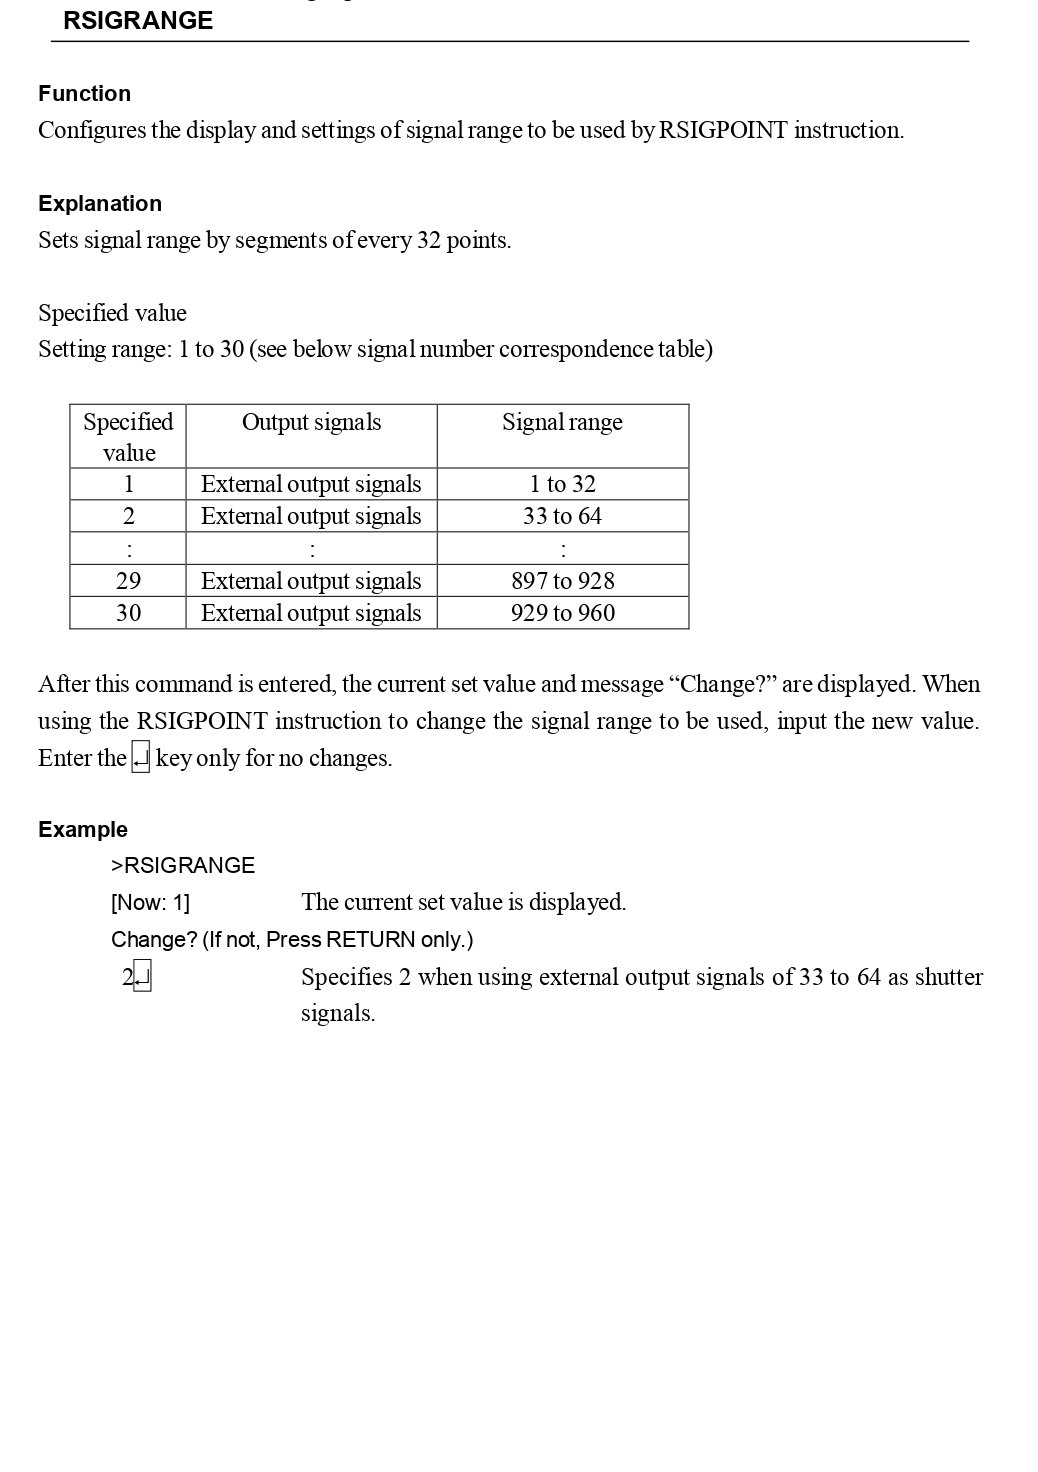 RSIGRANGE
Function
Configures the display and settings of signal range to be used by RSIGPOINT instruction.
Explanation
Sets signal range by segments of every 32 points.
Specified value
Setting range: 1 to 30 (see below signal number correspondence table)
Specified value Output signals Signal range
1 External output signals 1 to 32
2 External output signals 33 to 64
: : :
29 External output signals 897 to 928
30 External output signals 929 to 960
After this command is entered, the current set value and message “Change?” are displayed. When
using the RSIGPOINT instruction to change the signal range to be used, input the new value.
Enter the ↵ key only for no changes.
Example
>RSIGRANGE
[Now: 1] The current set value is displayed.
Change? (If not, Press RETURN only.)
2↵ Specifies 2 when using external output signals of 33 to 64 as shutter
signals.